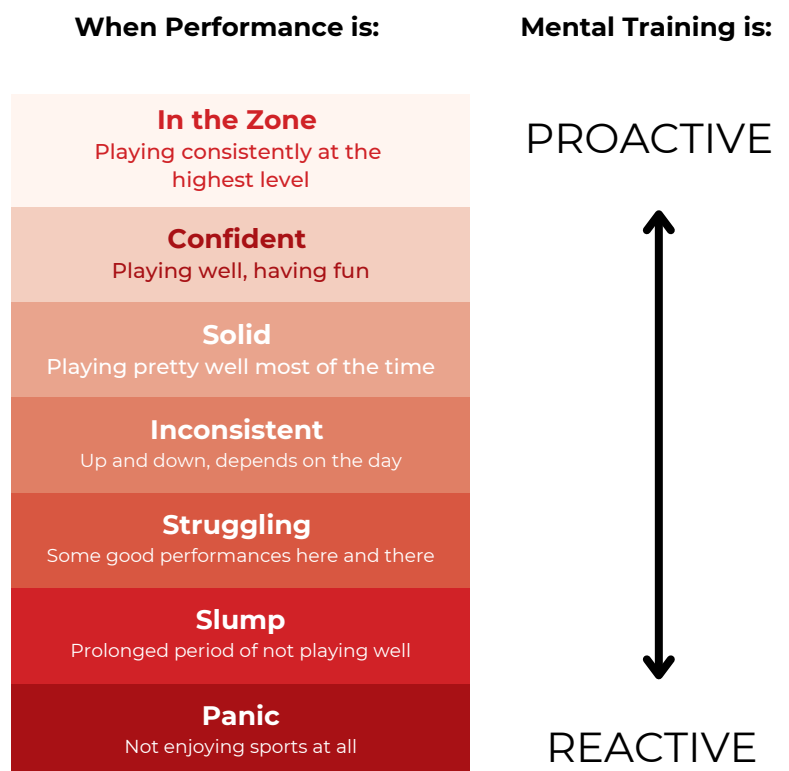 When Performance is:
Mental Training is:
In the Zone
Playing consistently at the
highest level
PROACTIVE
Confident
Playing well, having fun
Solid
Playing pretty well most of the time
Inconsistent
Up and down, depends on the day
Struggling
Some good performances here and there
Slump
Prolonged period of not playing well
Panic
Not enjoying sports at all
REACTIVE